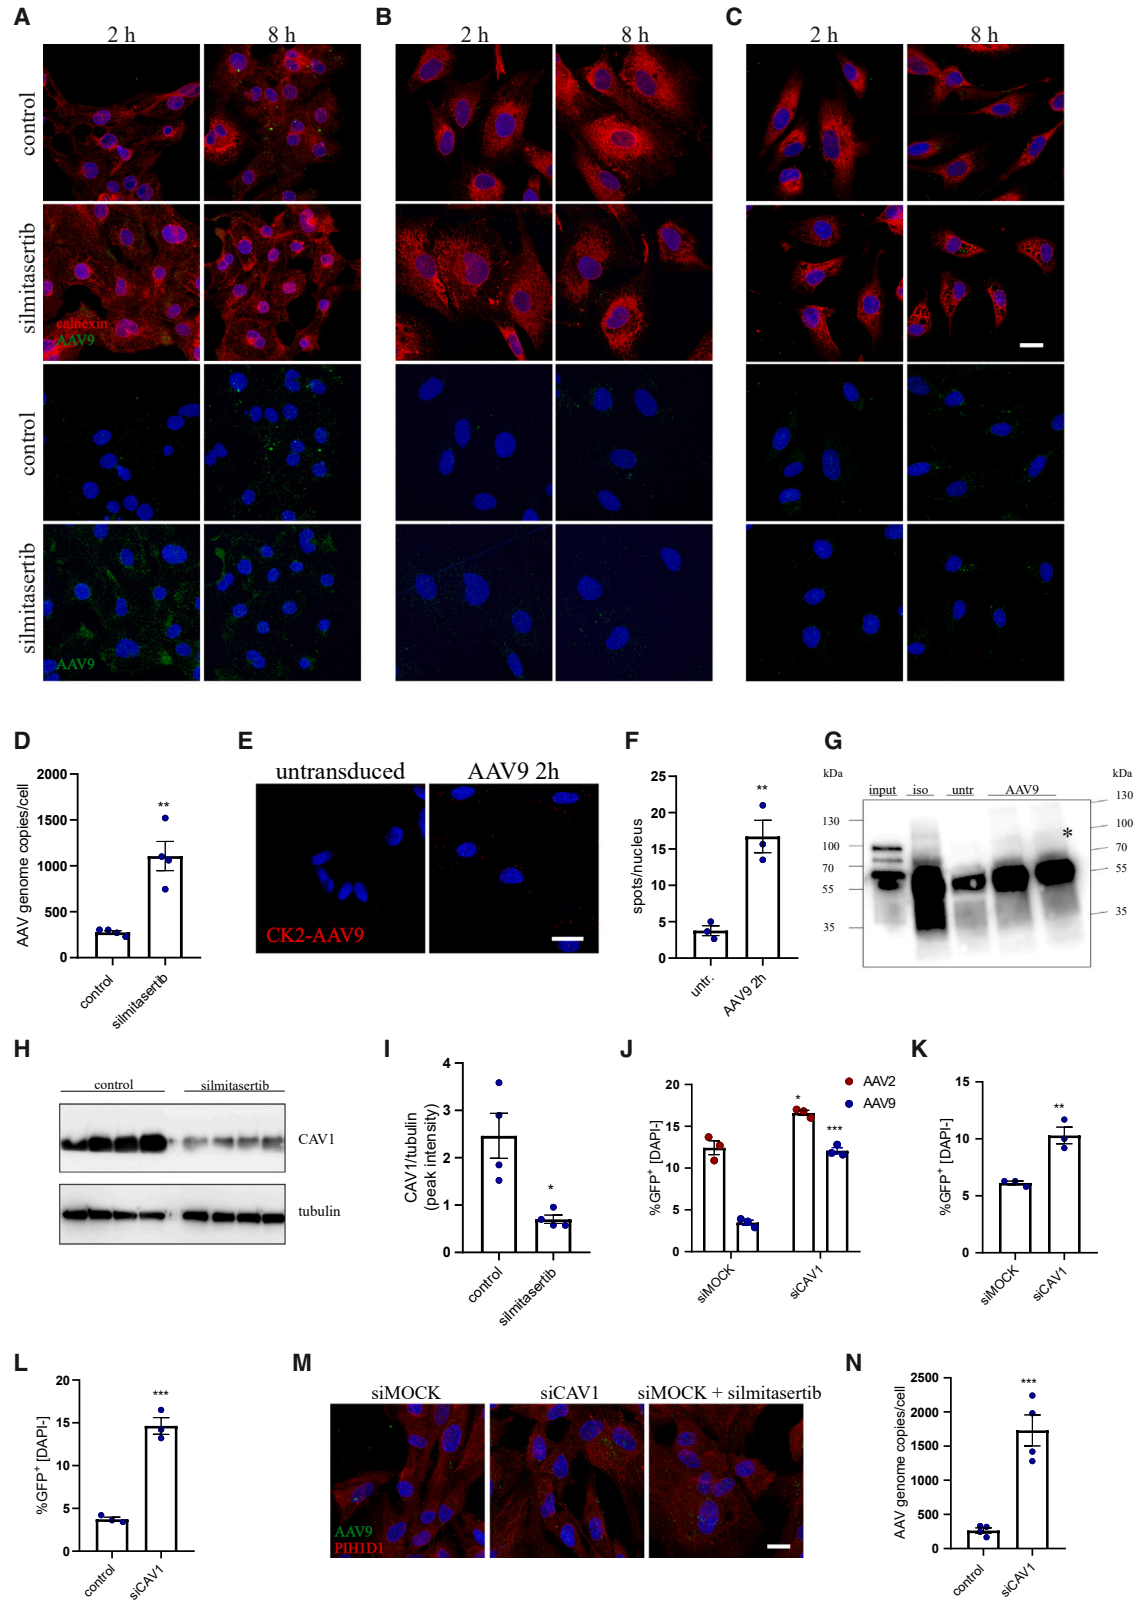 A
B
C
2 h
8 h
2 h
8 h
2 h
8 h
control
silmitasertib
calnexin
AAV9
control
silmitasertib
AAV9
D
AAV genome copies/cell
2000
1500
1000
500
0
**
control
silmitasertib
E
untransduced
AAV9 2h
CK2-AAV9
F
spots/nucleus
25
20
15
10
5
0
**
untr.
AAV9 2h
G
kDa
input
iso
untr
AAV9
kDa
130
100
70
55
35
*
130
100
70
55
35
H
control
silmitasertib
CAV1
tubulin
I
CAV1/tubulin
(peak intensity)
4
3
2
1
0
*
control
silmitasertib
J
%GFP⁺ [DAPI-]
20
15
10
5
0
*
***
AAV2
AAV9
siMOCK
siCAV1
K
%GFP⁺ [DAPI-]
15
10
5
0
**
siMOCK
siCAV1
L
%GFP⁺ [DAPI-]
20
15
10
5
0
***
control
siCAV1
M
siMOCK
siCAV1
siMOCK + silmitasertib
AAV9
PIH1D1
N
AAV genome copies/cell
2500
2000
1500
1000
500
0
***
control
siCAV1